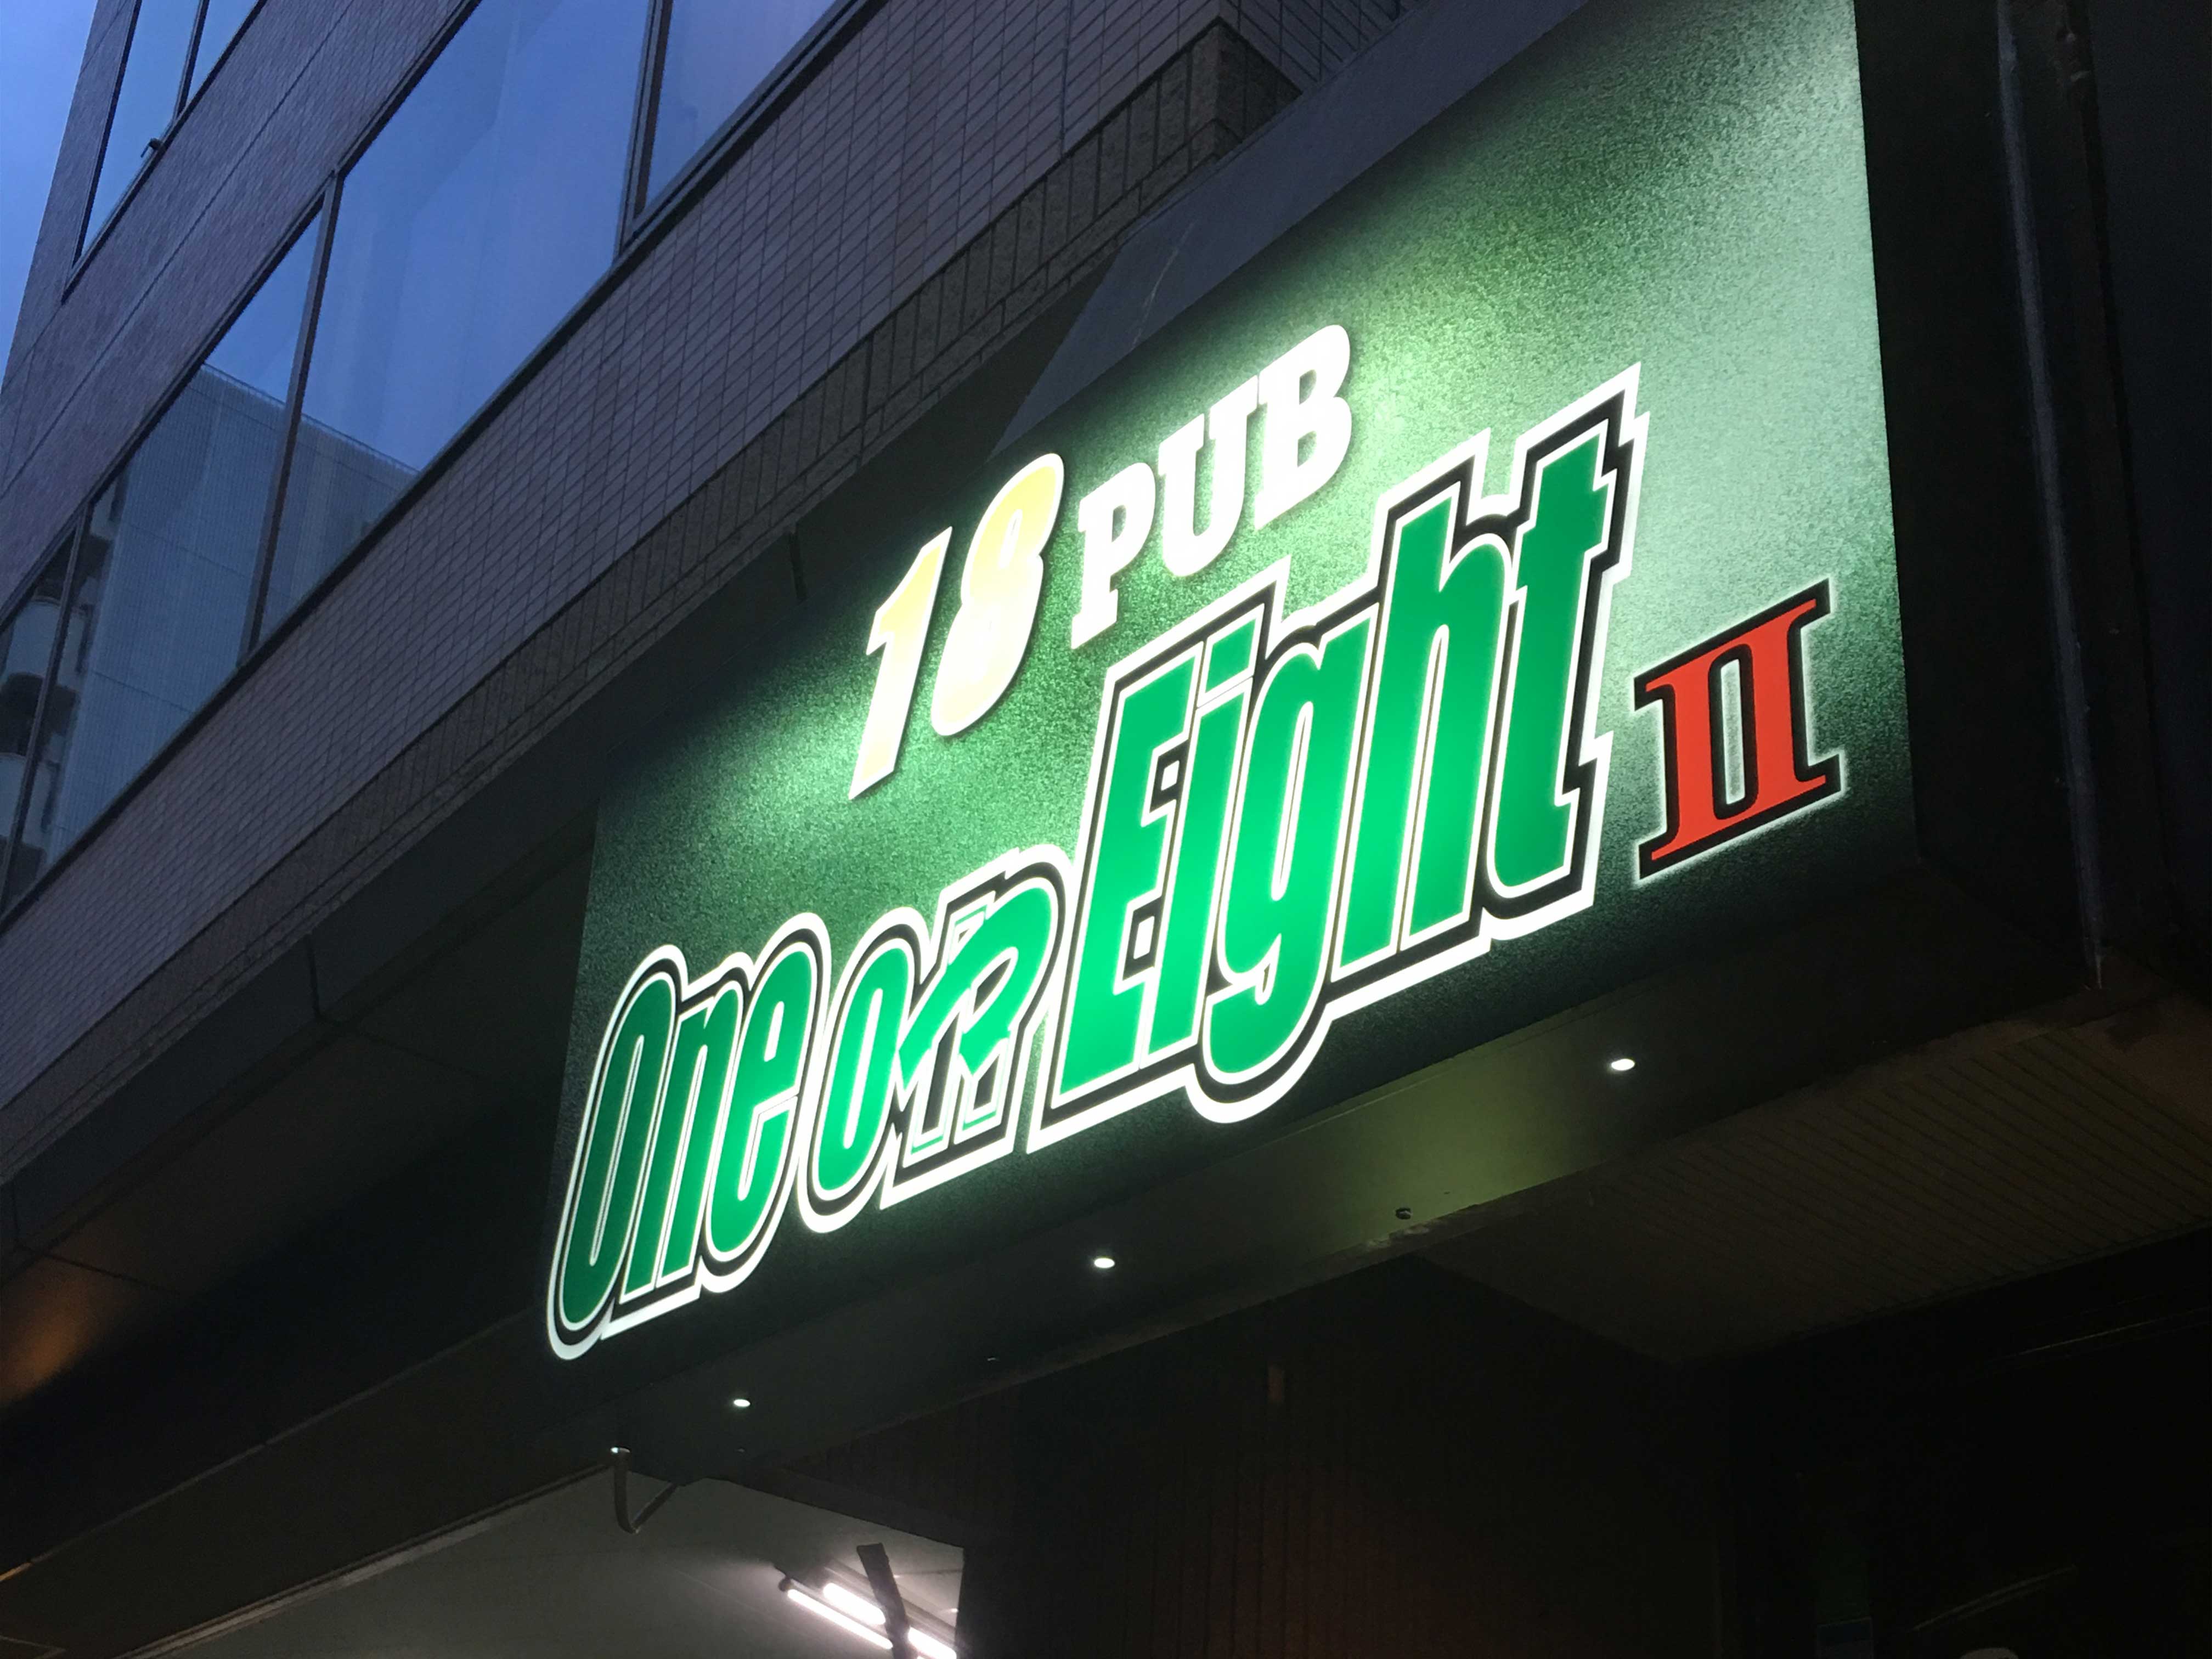 18 PUB
One or Eight II